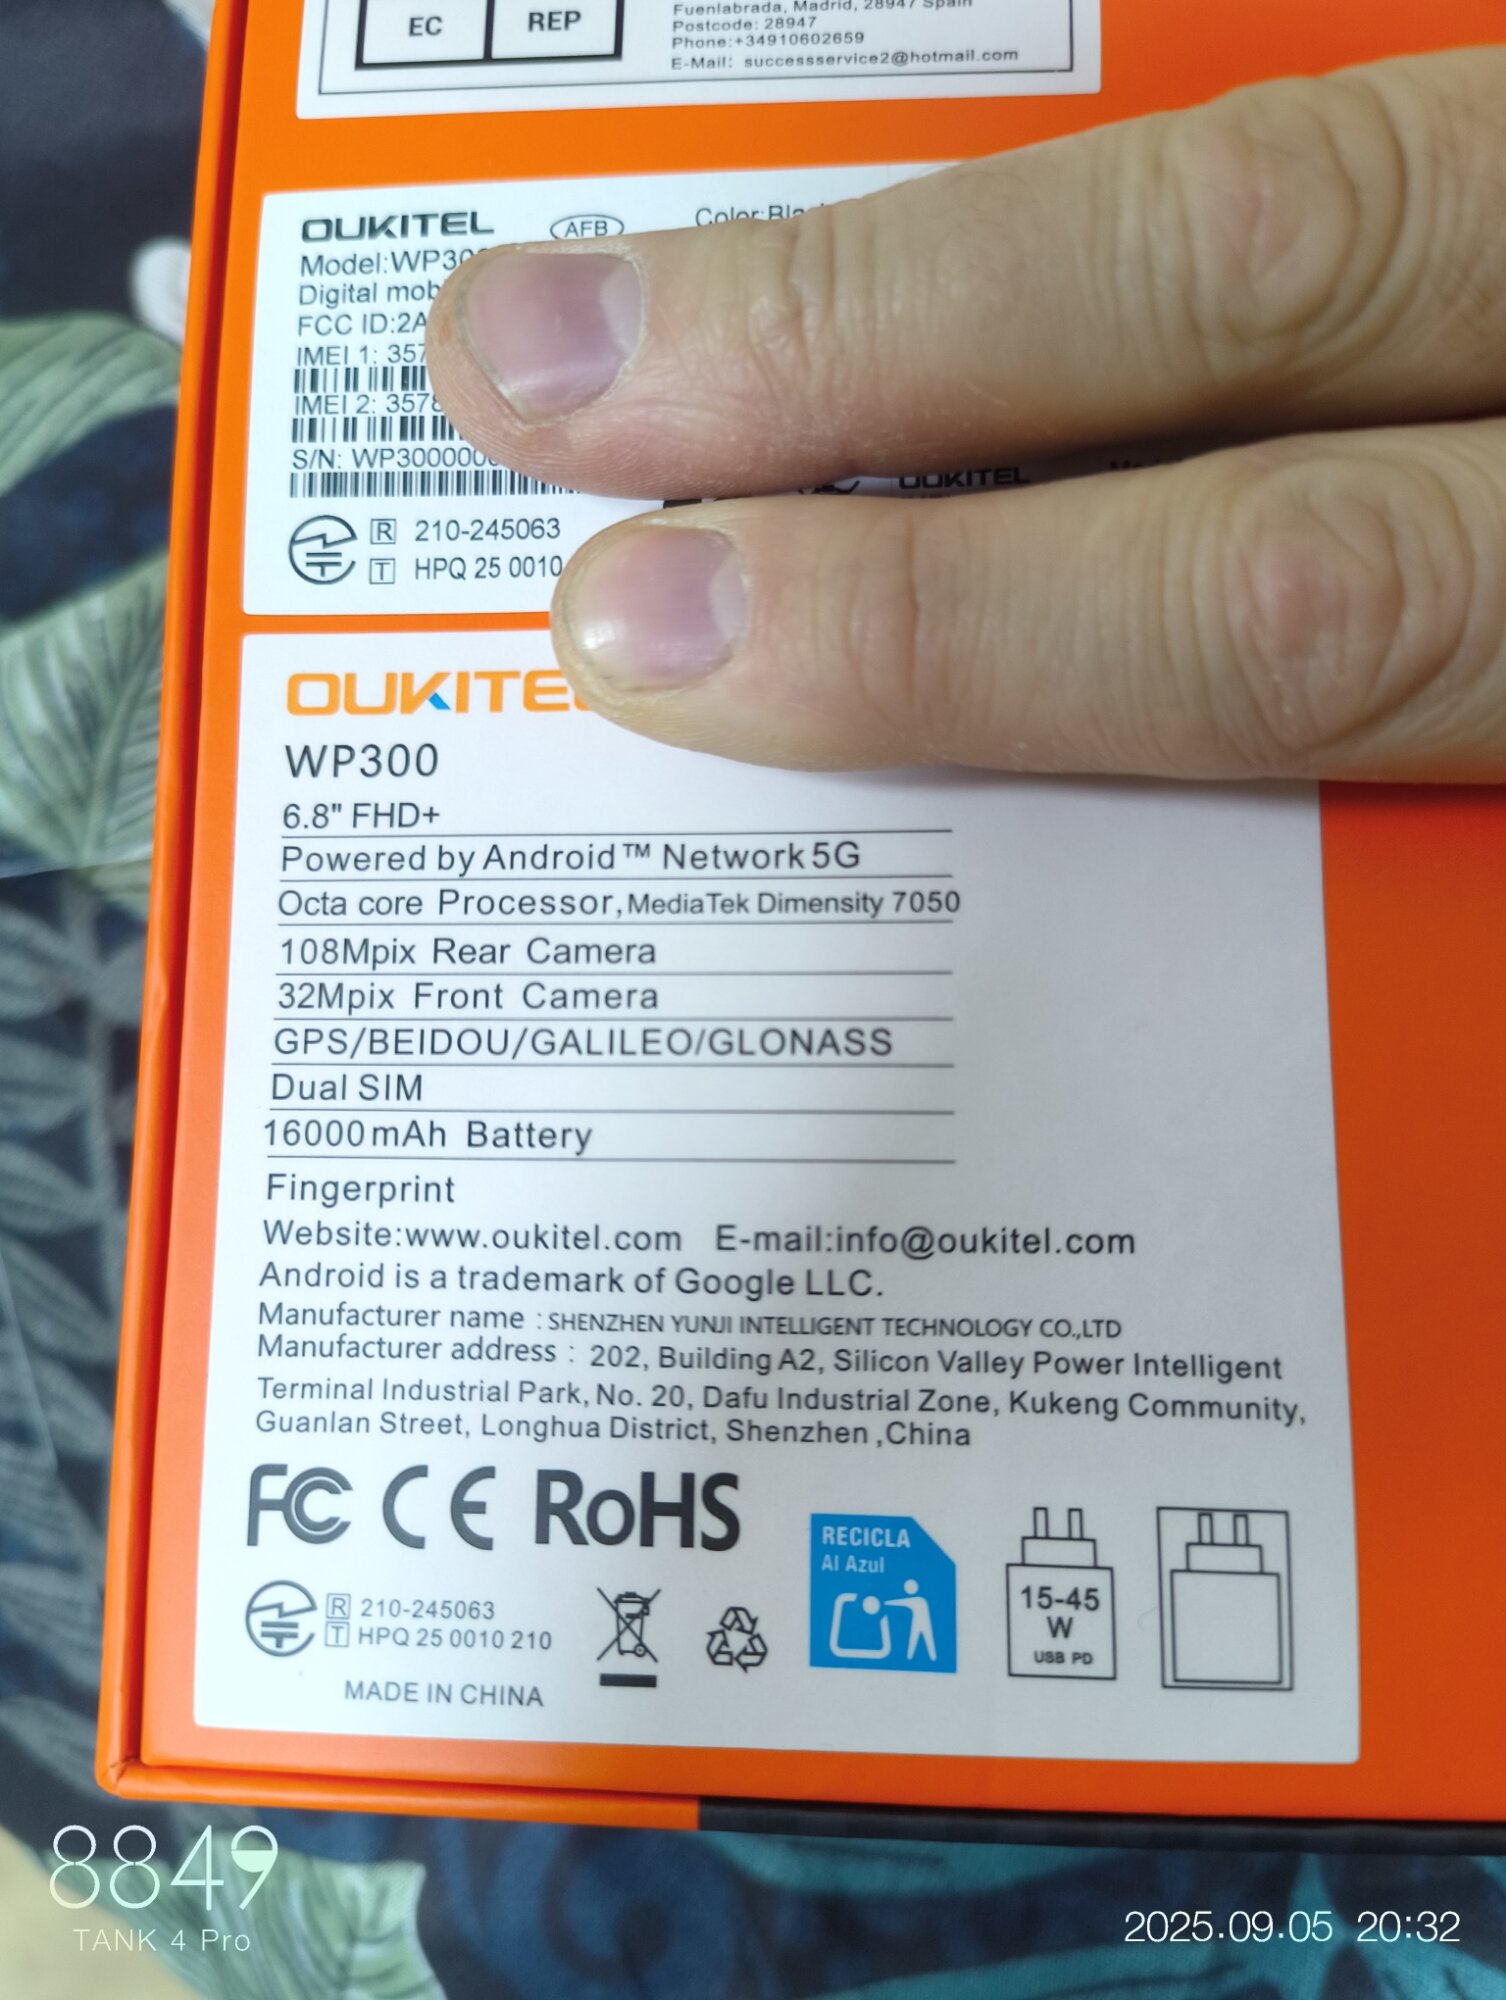 EC REP
Fuenlabrada, Madrid, 28947 Spain
Postcode: 28947
Phone:+34910602659
E-Mail: successservice2@hotmail.com
OUKITEL AFB
Model:WP300
Digital
FCC ID:2A
IMEI 1: 357
IMEI 2: 3578
S/N: WP300000
R 210-245063
T HPQ 25 0010
OUKITEL
OUKITEL
WP300
6.8" FHD+
Powered by Android™ Network 5G
Octa core Processor, MediaTek Dimensity 7050
108Mpix Rear Camera
32Mpix Front Camera
GPS/BEIDOU/GALILEO/GLONASS
Dual SIM
16000mAh Battery
Fingerprint
Website:www.oukitel.com E-mail:info@oukitel.com
Android is a trademark of Google LLC.
Manufacturer name : SHENZHEN YUNJI INTELLIGENT TECHNOLOGY CO.,LTD
Manufacturer address : 202, Building A2, Silicon Valley Power Intelligent
Terminal Industrial Park, No. 20, Dafu Industrial Zone, Kukeng Community,
Guanlan Street, Longhua District, Shenzhen ,China
FC CE RoHS
RECICLA
Al Azul
15-45
W
USB PD
R 210-245063
T HPQ 25 0010 210
MADE IN CHINA
8849
TANK 4 Pro
2025.09.05 20:32